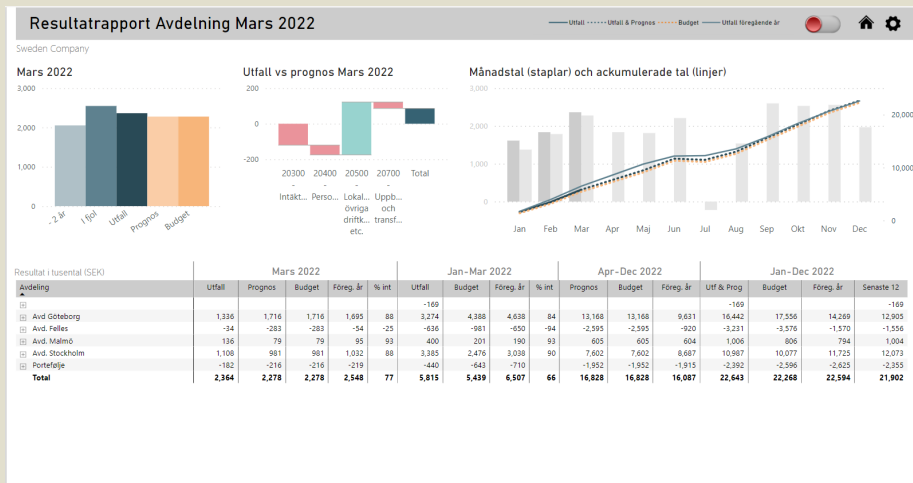 Resultatrapport Avdelning Mars 2022
Utfall Utfall & Prognos Budget Utfall föregående år
Sweden Company
Mars 2022
3,000
2,000
1,000
0
- 2 år I fjol Utfall Prognos Budget
Utfall vs prognos Mars 2022
200
0
-200
20300 20400 20500 20700 Total
- - - -
Intäkt... Perso... Lokal... Uppb...
övriga och
driftk... transf...
etc.
Månadstal (staplar) och ackumulerade tal (linjer)
3,000
2,000
1,000
0
20,000
10,000
0
Jan Feb Mar Apr Maj Jun Jul Aug Sep Okt Nov Dec
Resultat i tusental (SEK) Mars 2022 Jan-Mar 2022 Apr-Dec 2022 Jan-Dec 2022
Avdeling Utfall Prognos Budget Föreg. år % int Utfall Budget Föreg. år % int Prognos Budget Föreg. år Utf & Prog Budget Föreg. år Senaste 12
-169 -169 -169
Avd Göteborg 1,336 1,716 1,716 1,695 88 3,274 4,388 4,638 84 13,168 13,168 9,631 16,442 17,556 14,269 12,905
Avd. Felles -34 -283 -283 -54 -25 -636 -981 -650 -94 -2,595 -2,595 -920 -3,231 -3,576 -1,570 -1,556
Avd. Malmö 136 79 79 95 93 400 201 190 93 605 605 604 1,006 806 794 1,004
Avd. Stockholm 1,108 981 981 1,032 88 3,385 2,476 3,038 90 7,602 7,602 8,687 10,987 10,077 11,725 12,073
Portefølje -182 -216 -216 -219 -440 -643 -710 -1,952 -1,952 -1,915 -2,392 -2,596 -2,625 -2,355
Total 2,364 2,278 2,278 2,548 77 5,815 5,439 6,507 66 16,828 16,828 16,087 22,643 22,268 22,594 21,902